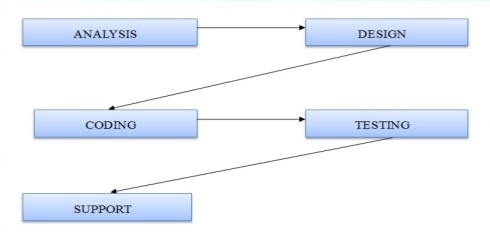 ANALYSIS
DESIGN
CODING
TESTING
SUPPORT